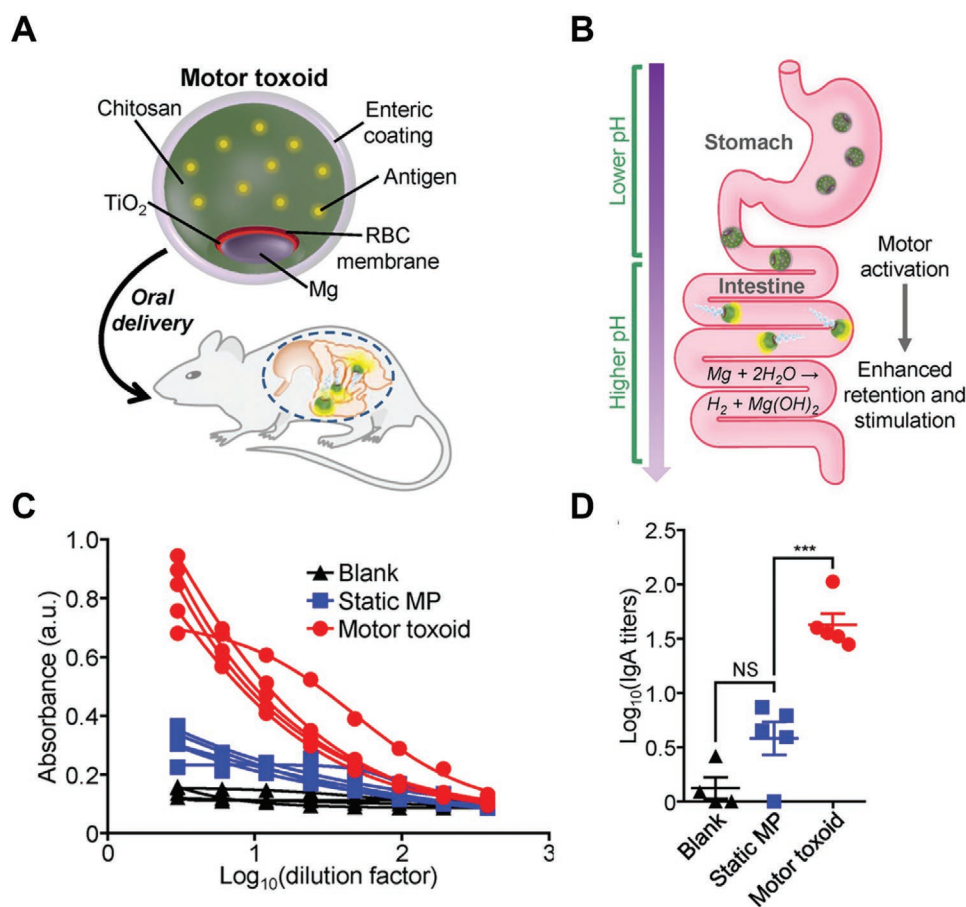 A
Motor toxoid
Chitosan
Enteric
coating
Antigen
TiO₂
RBC
membrane
Mg
Oral
delivery
B
Lower pH
Higher pH
Stomach
Intestine
Motor
activation
Enhanced
retention and
stimulation
Mg + 2H₂O →
H₂ + Mg(OH)₂
C
Absorbance (a.u.)
1.0
0.8
0.6
0.4
0.2
0
0
1
2
3
Log₁₀(dilution factor)
Blank
Static MP
Motor toxoid
D
Log₁₀(IgA titers)
2.5
2.0
1.5
1.0
0.5
0
NS
***
Blank
Static MP
Motor toxoid